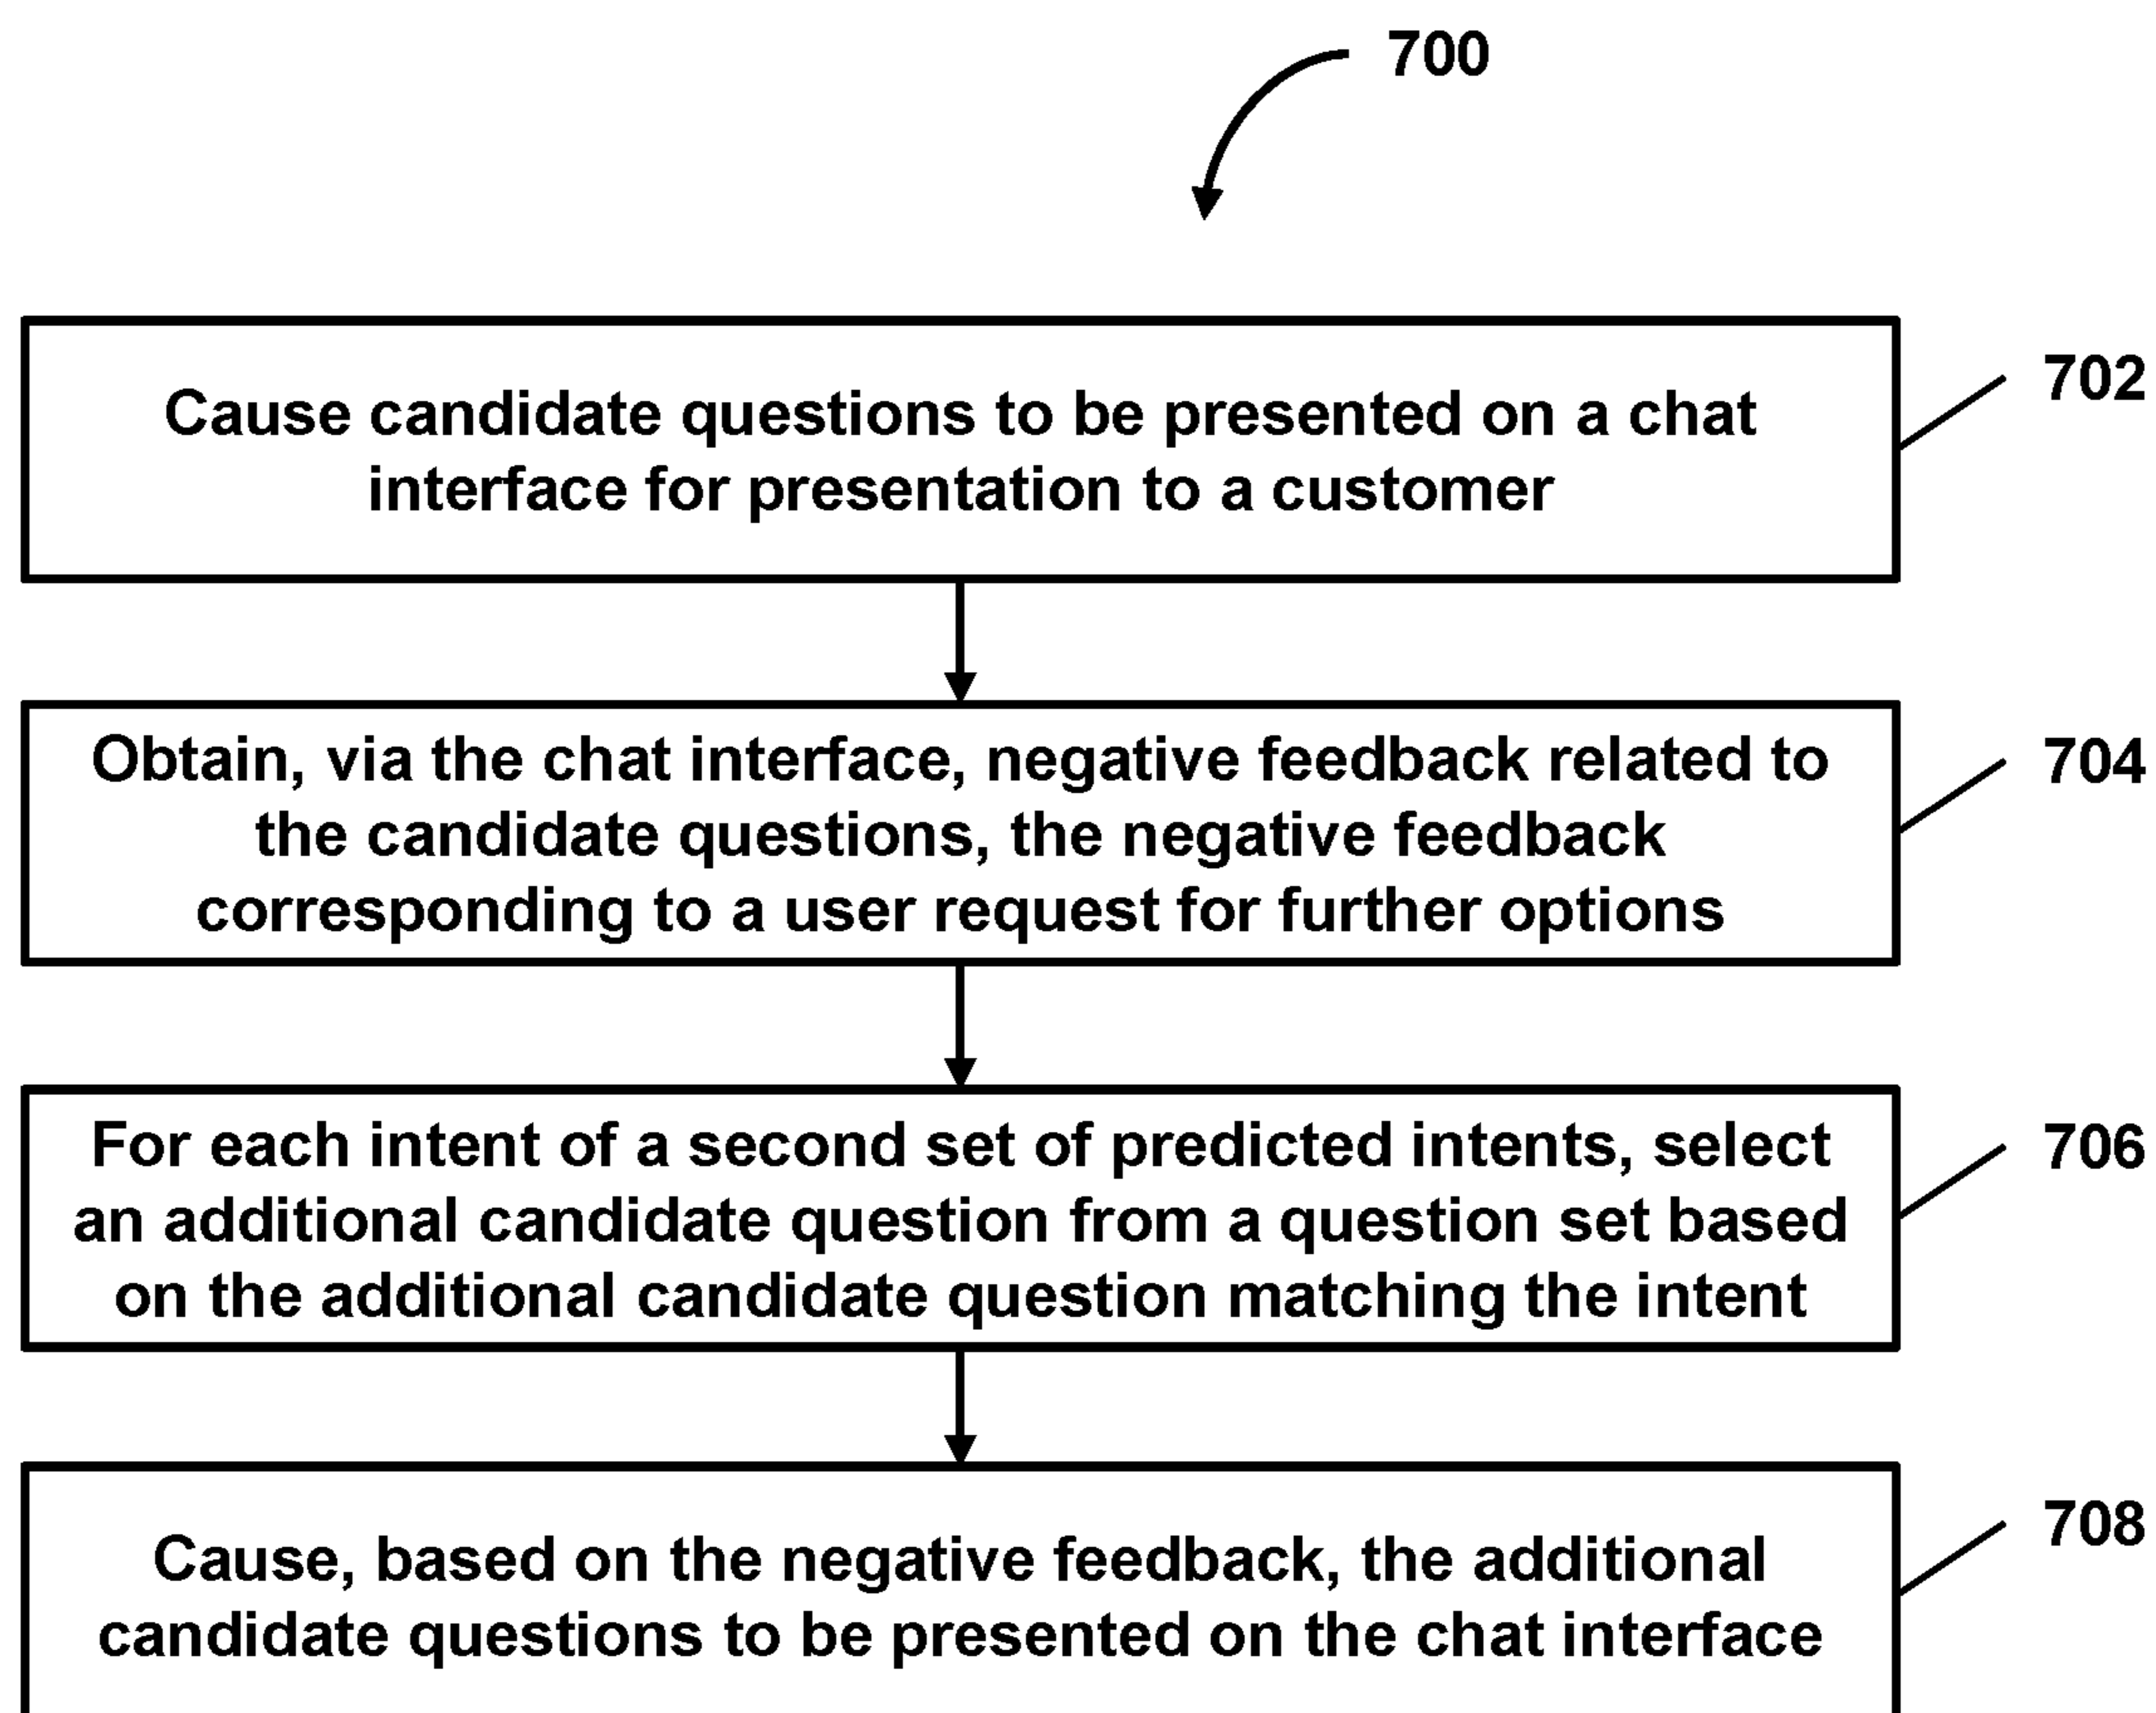 700
Cause candidate questions to be presented on a chat
interface for presentation to a customer
702
Obtain, via the chat interface, negative feedback related to
the candidate questions, the negative feedback
corresponding to a user request for further options
704
For each intent of a second set of predicted intents, select
an additional candidate question from a question set based
on the additional candidate question matching the intent
706
Cause, based on the negative feedback, the additional
candidate questions to be presented on the chat interface
708